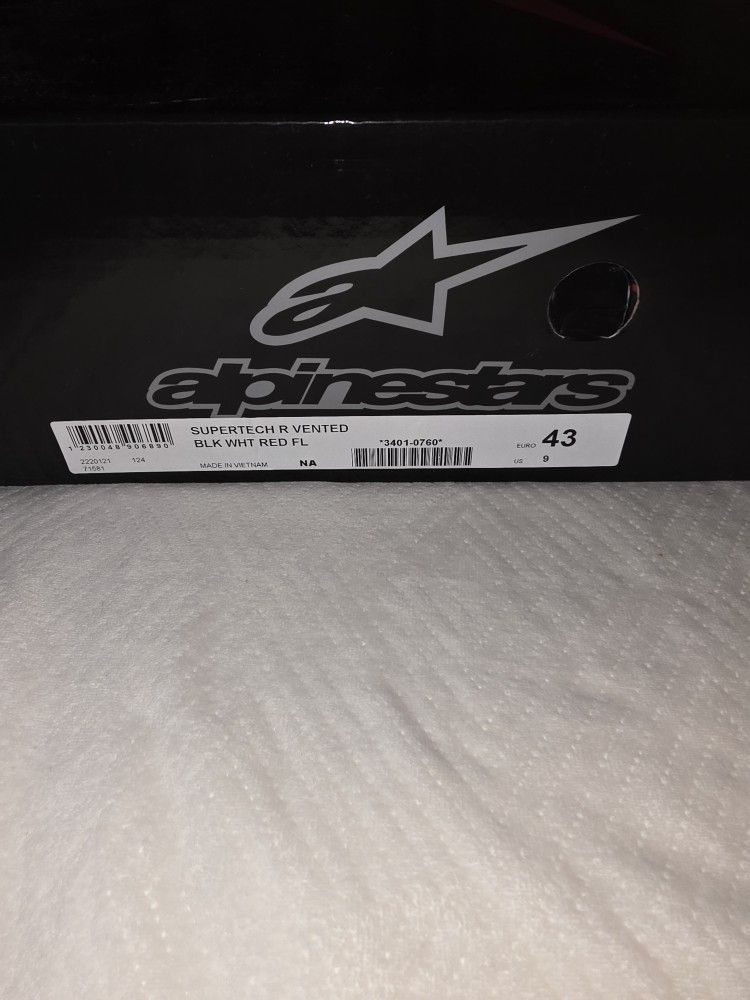 alpinestars
SUPERTECH R VENTED
BLK WHT RED FL
*3401-0760*
EURO 43
1 230048 906890
2220121 124
71581
MADE IN VIETNAM NA
US 9